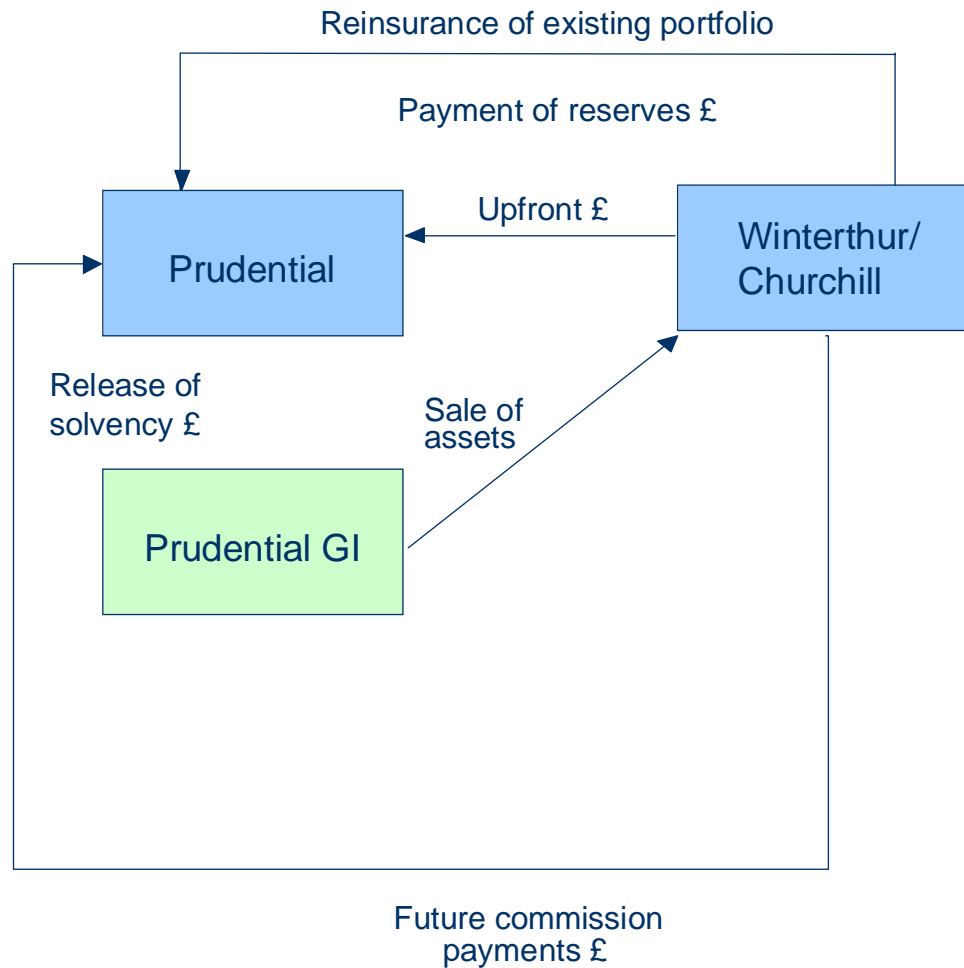 Reinsurance of existing portfolio
Payment of reserves £
Upfront £
Winterthur/
Churchill
Prudential
Release of
solvency £
Sale of
assets
Prudential GI
Future commission
payments £